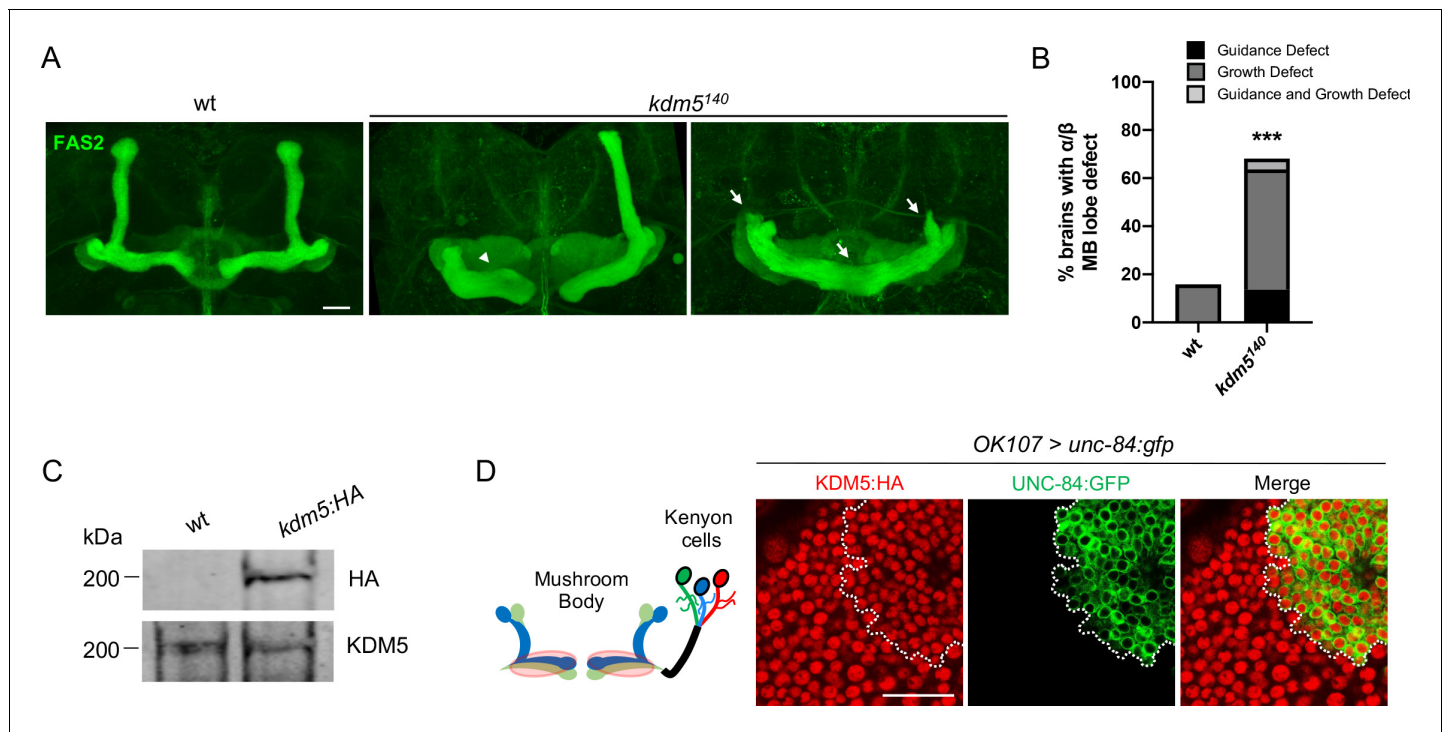 A
wt
kdm5¹⁴⁰
FAS2
B
Guidance Defect
Growth Defect
Guidance and Growth Defect
% brains with α/β
MB lobe defect
100
80
60
40
20
0
***
wt
kdm5¹⁴⁰
C
kDa
wt
kdm5:HA
200
HA
200
KDM5
D
Mushroom
Body
Kenyon
cells
OK107 > unc-84:gfp
KDM5:HA
UNC-84:GFP
Merge